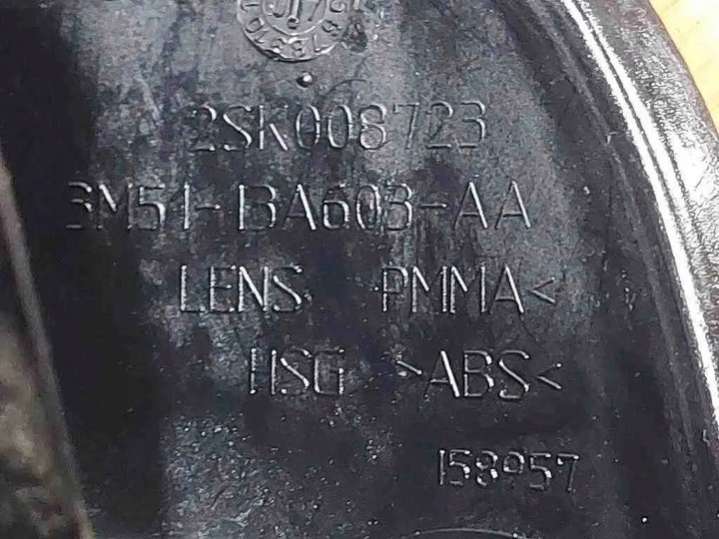 2SK008723
3M51-13A603-AA
LENS PMMA<
HSG >ABS<
158957